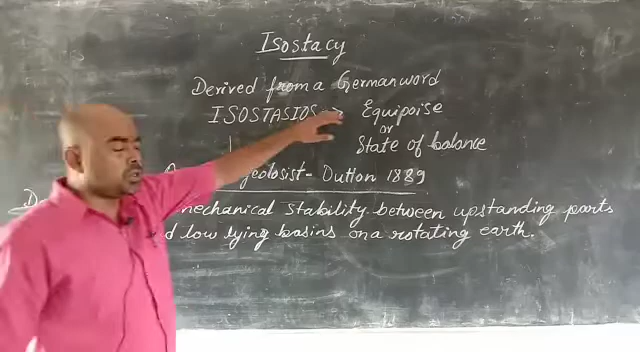 Isostacy
Derived from a German word
ISOSTASIOS Equipoise
or
State of balance
geolosist - Dutton 1889
mechanical stability between upstanding parts
low lying basins on a rotating earth.